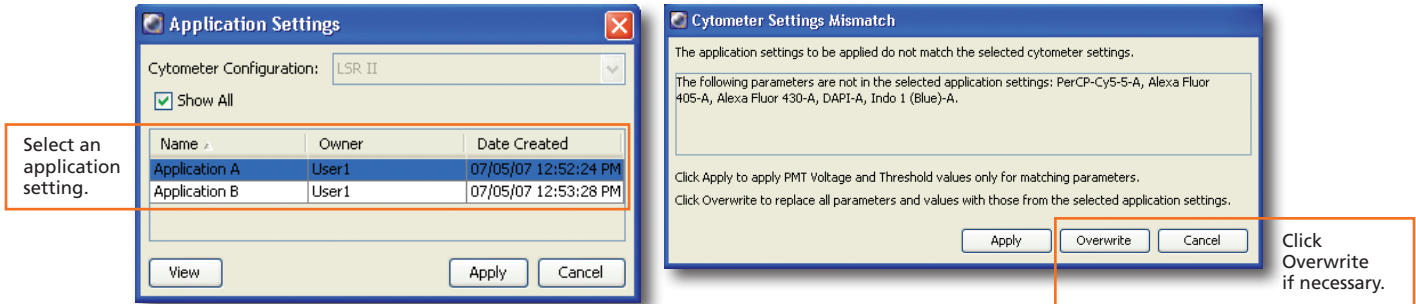 Application Settings
Cytometer Configuration: LSR II
Show All
Name Owner Date Created
Application A User1 07/05/07 12:52:24 PM
Application B User1 07/05/07 12:53:28 PM
View Apply Cancel
Select an
application
setting.
Cytometer Settings Mismatch
The application settings to be applied do not match the selected cytometer settings.
The following parameters are not in the selected application settings: PerCP-Cy5-5-A, Alexa Fluor
405-A, Alexa Fluor 430-A, DAPI-A, Indo 1 (Blue)-A.
Click Apply to apply PMT Voltage and Threshold values only for matching parameters.
Click Overwrite to replace all parameters and values with those from the selected application settings.
Apply Overwrite Cancel
Click
Overwrite
if necessary.